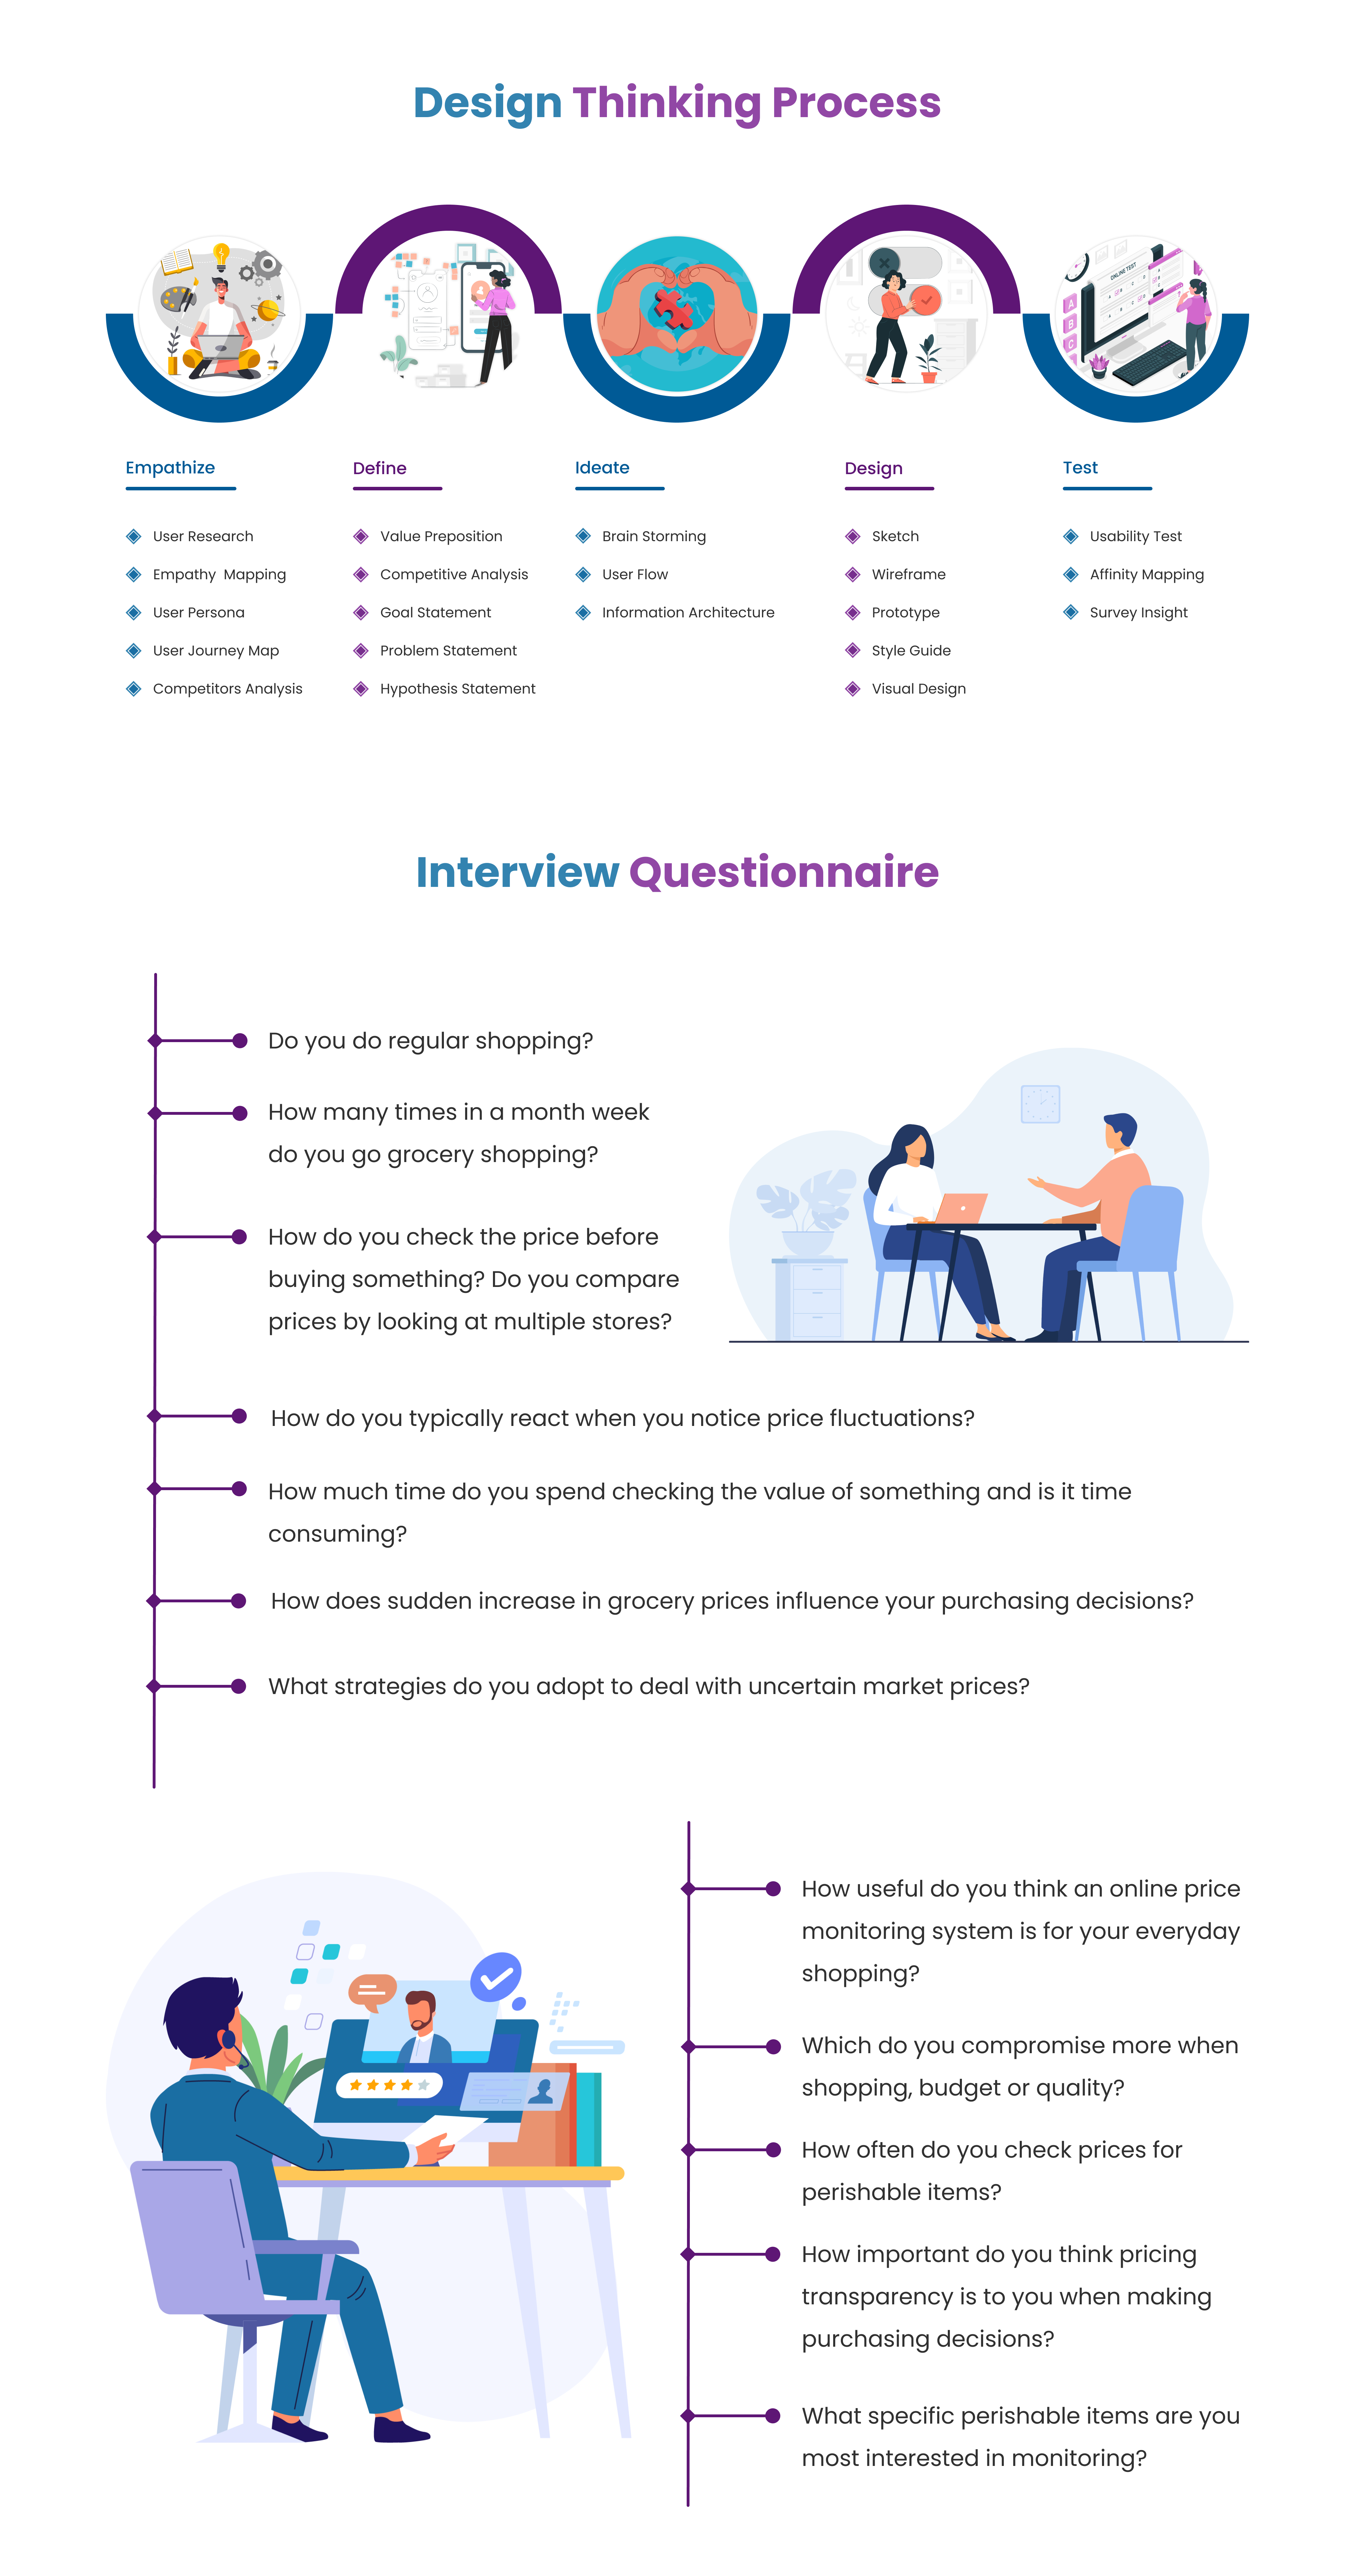 Design Thinking Process
ONLINE TEST
A
B
C
Empathize
User Research
Empathy  Mapping
User Persona
User Journey Map
Competitors Analysis
Define
Value Preposition
Competitive Analysis
Goal Statement
Problem Statement
Hypothesis Statement
Ideate
Brain Storming
User Flow
Information Architecture
Design
Sketch
Wireframe
Prototype
Style Guide
Visual Design
Test
Usability Test
Affinity Mapping
Survey Insight
Interview Questionnaire
Do you do regular shopping?
How many times in a month week
do you go grocery shopping?
How do you check the price before
buying something? Do you compare
prices by looking at multiple stores?
How do you typically react when you notice price fluctuations?
How much time do you spend checking the value of something and is it time
consuming?
How does sudden increase in grocery prices influence your purchasing decisions?
What strategies do you adopt to deal with uncertain market prices?
How useful do you think an online price
monitoring system is for your everyday
shopping?
Which do you compromise more when
shopping, budget or quality?
How often do you check prices for
perishable items?
How important do you think pricing
transparency is to you when making
purchasing decisions?
What specific perishable items are you
most interested in monitoring?